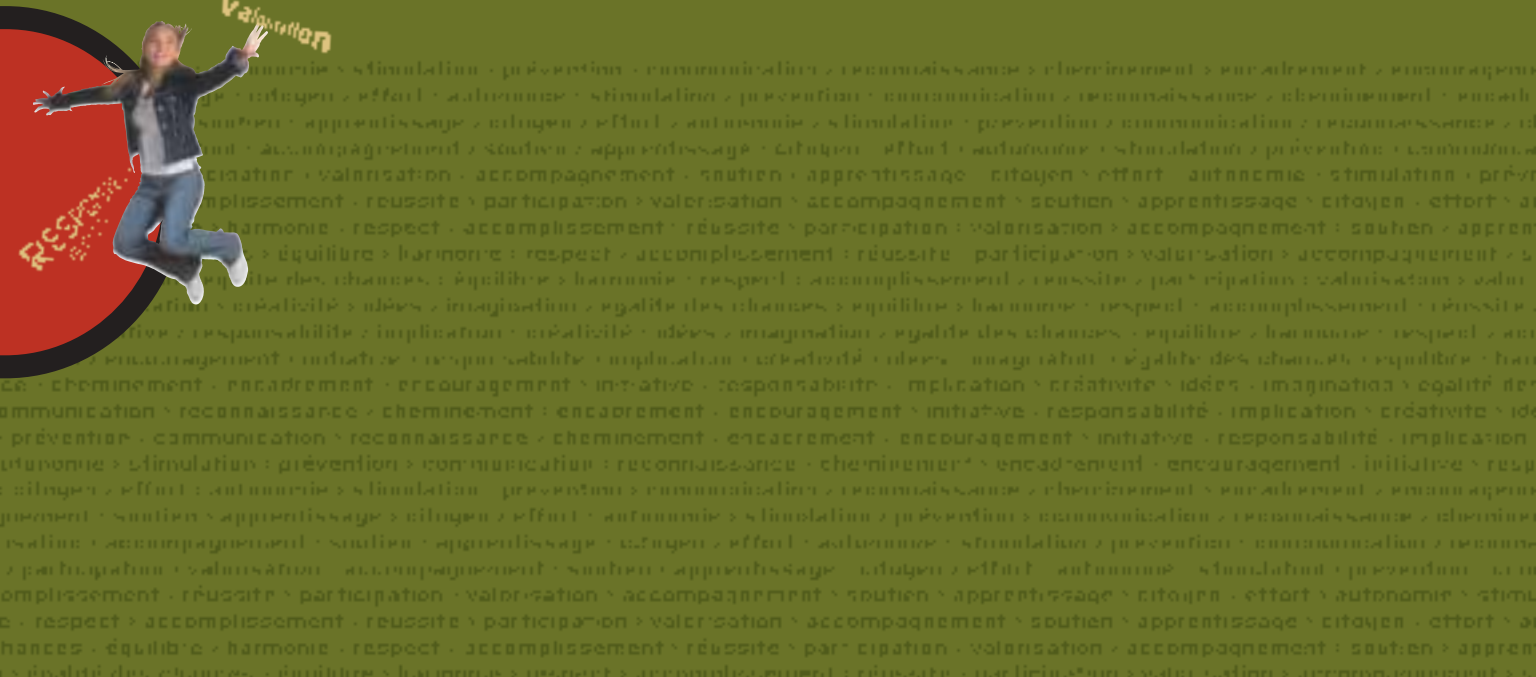 Valorisation
stimulation · prévention · communication › reconnaissance › cheminement › encadrement
citoyen › effort · autonomie · stimulation › prévention · communication › reconnaissance › cheminement
soutien · apprentissage › citoyen › effort › autonomie › stimulation · prévention › communication › reconnaissance
accompagnement › soutien › apprentissage · citoyen effort · autonomie · stimulation › prévention
valorisation · accompagnement · soutien · apprentissage citoyen · effort autonomie · stimulation
réussite · participation › valorisation › accompagnement · soutien · apprentissage · citoyen · effort
harmonie · respect · accomplissement · réussite · participation : valorisation › accompagnement : soutien
Respect
› équilibre › harmonie : respect › accomplissement : réussite participation › valorisation › accompagnement
des chances : équilibre › harmonie · respect : accomplissement › réussite participation : valorisation
créativité › idées › imagination › égalité des chances › équilibre › harmonie · respect · accomplissement · réussite
responsabilité › implication · créativité · idées › imagination › égalité des chances · équilibre › harmonie · respect
› encouragement · initiative · responsabilité · implication · créativité idées imagination · égalité des chances · équilibre
· cheminement · encadrement · encouragement › initiative · responsabilité implication › créativité › idées · imagination › égalité
communication › reconnaissance › cheminement : encadrement · encouragement › initiative · responsabilité · implication › créativité
· prévention · communication › reconnaissance › cheminement · encadrement · encouragement › initiative · responsabilité · implication
autonomie › stimulation : prévention › communication : reconnaissance · cheminement › encadrement · encouragement · initiative
citoyen › effort : autonomie › stimulation prévention › communication › reconnaissance › cheminement › encadrement
soutien › apprentissage › citoyen › effort · autonomie › stimulation › prévention · communication › reconnaissance
accompagnement · soutien · apprentissage · citoyen › effort · autonomie · stimulation › prévention · communication
› participation · valorisation accompagnement · soutien · apprentissage citoyen › effort autonomie stimulation · prévention
réussite › participation · valorisation › accompagnement › soutien › apprentissage › citoyen · effort › autonomie
· respect › accomplissement · réussite › participation › valorisation › accompagnement › soutien · apprentissage · citoyen · effort
équilibre › harmonie · respect · accomplissement · réussite › participation · valorisation · accompagnement : soutien